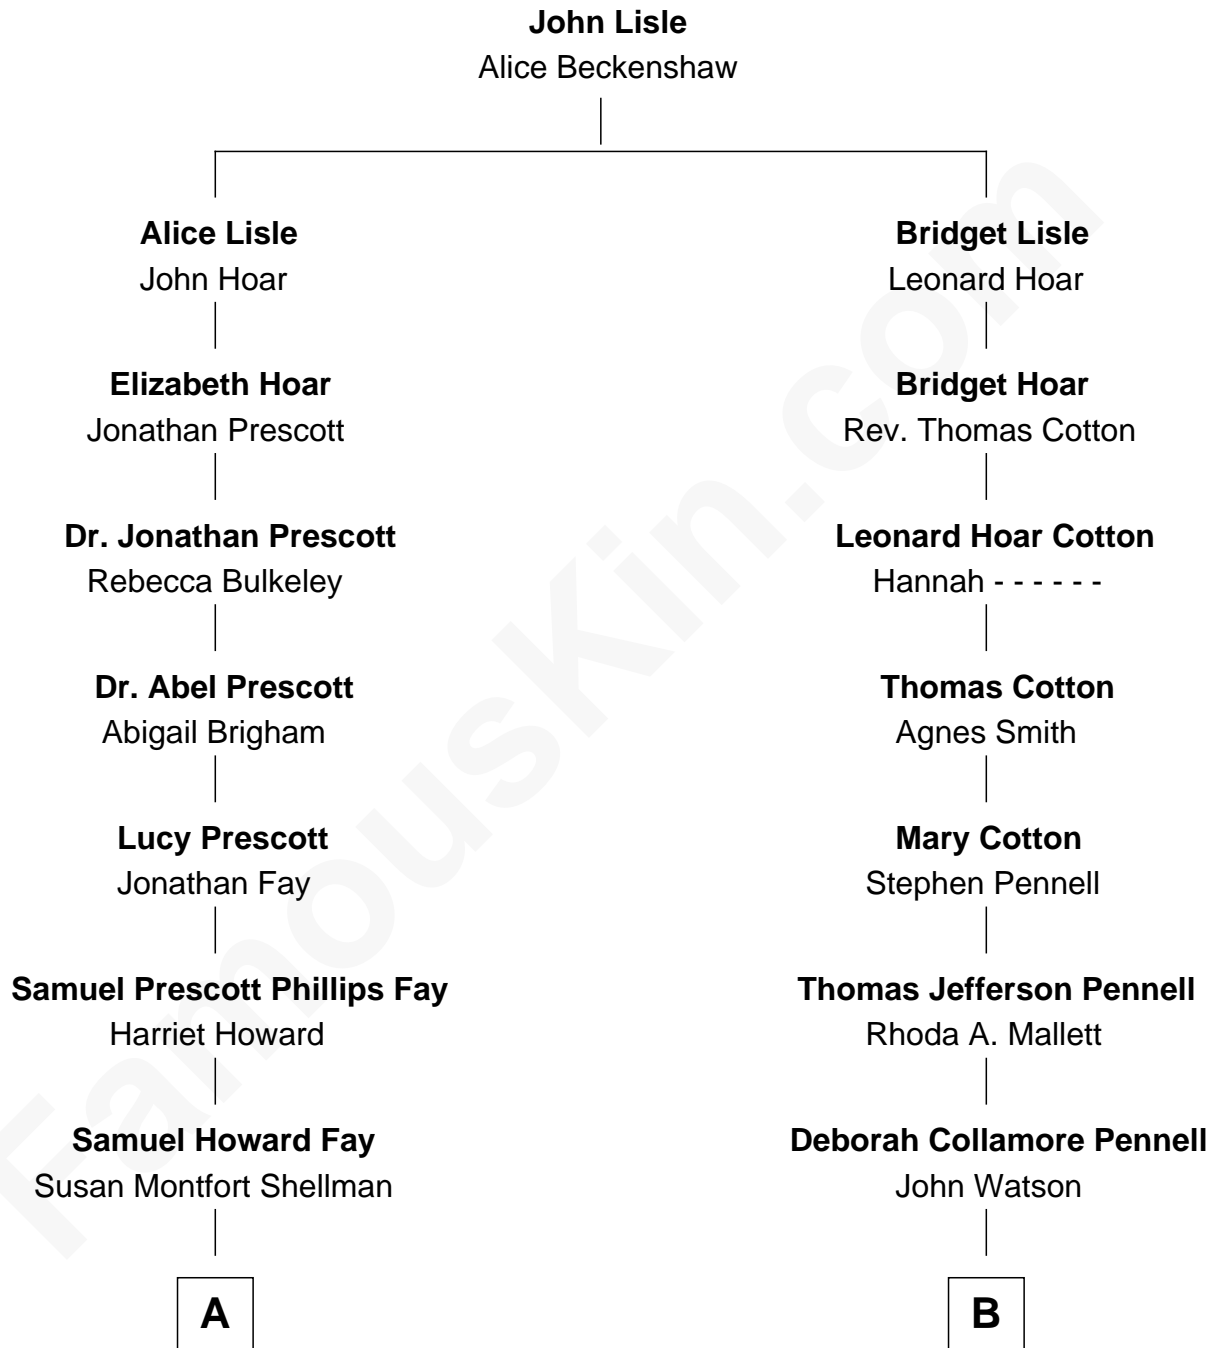 John Lisle
Alice Beckenshaw
Alice Lisle
John Hoar
Bridget Lisle
Leonard Hoar
Elizabeth Hoar
Jonathan Prescott
Bridget Hoar
Rev. Thomas Cotton
Dr. Jonathan Prescott
Rebecca Bulkeley
Leonard Hoar Cotton
Hannah - - - - - -
Dr. Abel Prescott
Abigail Brigham
Thomas Cotton
Agnes Smith
Lucy Prescott
Jonathan Fay
Mary Cotton
Stephen Pennell
Samuel Prescott Phillips Fay
Harriet Howard
Thomas Jefferson Pennell
Rhoda A. Mallett
Samuel Howard Fay
Susan Montfort Shellman
Deborah Collamore Pennell
John Watson
A
B
FamousKin.com